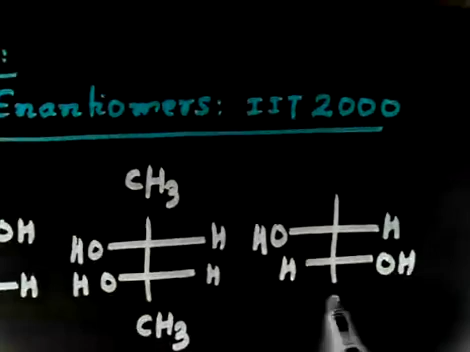 :
Enantiomers: IIT 2000
CH3
OH HO H HO H
H HO H H OH
CH3